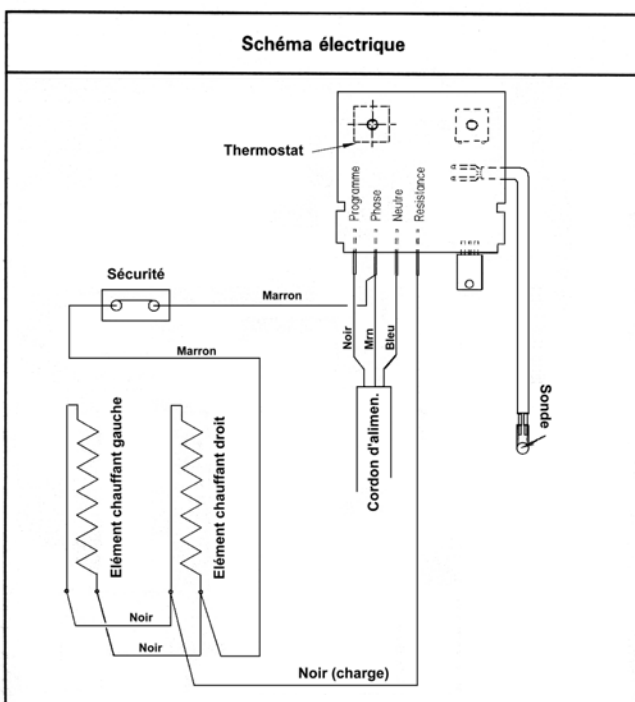 Schéma électrique
Thermostat
Programme
Phase
Neutre
Resistance
Sécurité
Marron
Marron
Noir
Mrn
Bleu
Cordon d'alimen.
Sonde
Elément chauffant gauche
Elément chauffant droit
Noir
Noir
Noir (charge)